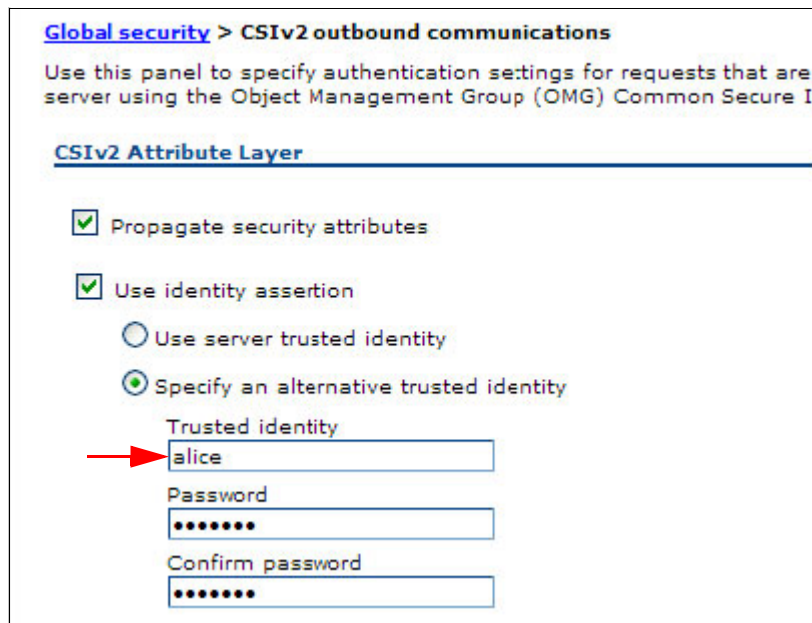 Global security > CSIv2 outbound communications
Use this panel to specify authentication settings for requests that are
server using the Object Management Group (OMG) Common Secure I
CSIv2 Attribute Layer
Propagate security attributes
Use identity assertion
Use server trusted identity
Specify an alternative trusted identity
Trusted identity
alice
Password
•••••••
Confirm password
•••••••